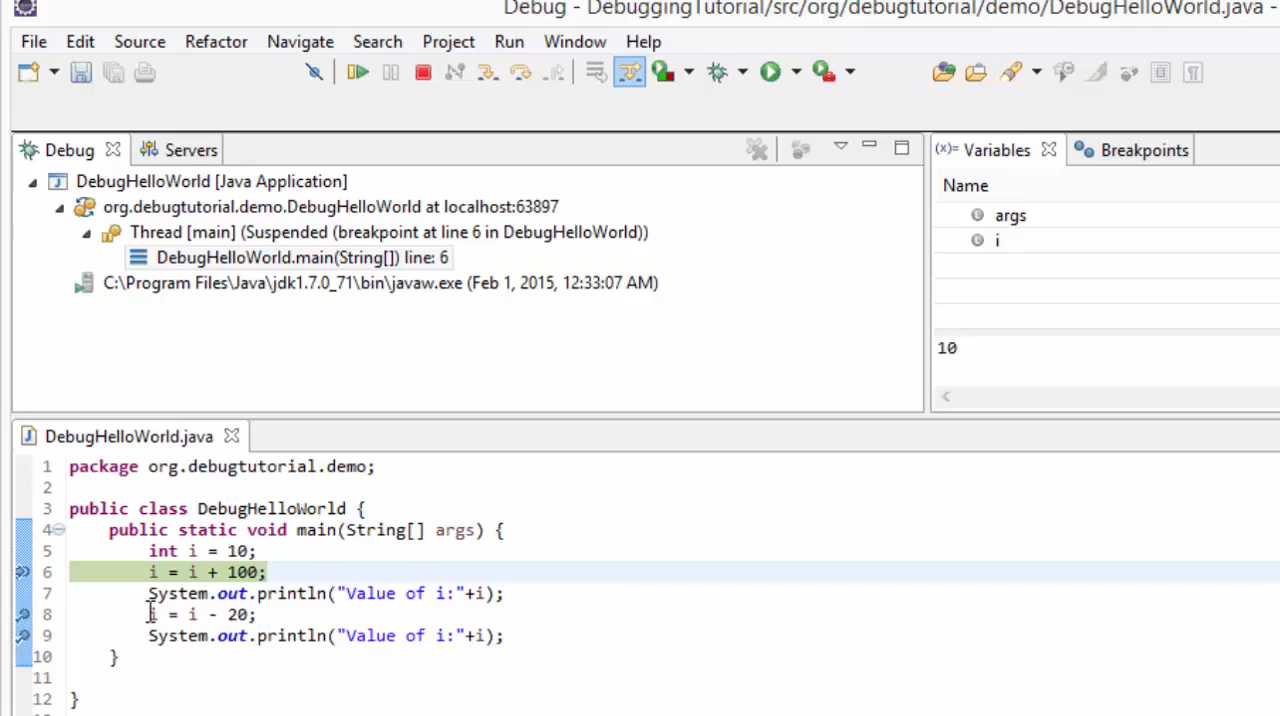 Debug - DebuggingTutorial/src/org/debugtutorial/demo/DebugHelloWorld.java -
File Edit Source Refactor Navigate Search Project Run Window Help
Debug Servers
(x)= Variables Breakpoints
DebugHelloWorld [Java Application]
org.debugtutorial.demo.DebugHelloWorld at localhost:63897
Thread [main] (Suspended (breakpoint at line 6 in DebugHelloWorld))
DebugHelloWorld.main(String[]) line: 6
C:\Program Files\Java\jdk1.7.0_71\bin\javaw.exe (Feb 1, 2015, 12:33:07 AM)
Name
args
i
10
DebugHelloWorld.java
1 package org.debugtutorial.demo;
2
3 public class DebugHelloWorld {
4 public static void main(String[] args) {
5 int i = 10;
6 i = i + 100;
7 System.out.println("Value of i:"+i);
8 i = i - 20;
9 System.out.println("Value of i:"+i);
10 }
11
12 }